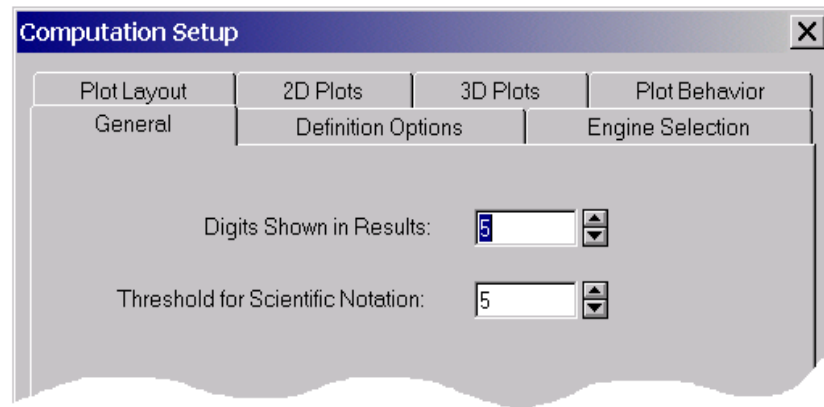 Computation Setup
Plot Layout 2D Plots 3D Plots Plot Behavior
General Definition Options Engine Selection
Digits Shown in Results: 5
Threshold for Scientific Notation: 5